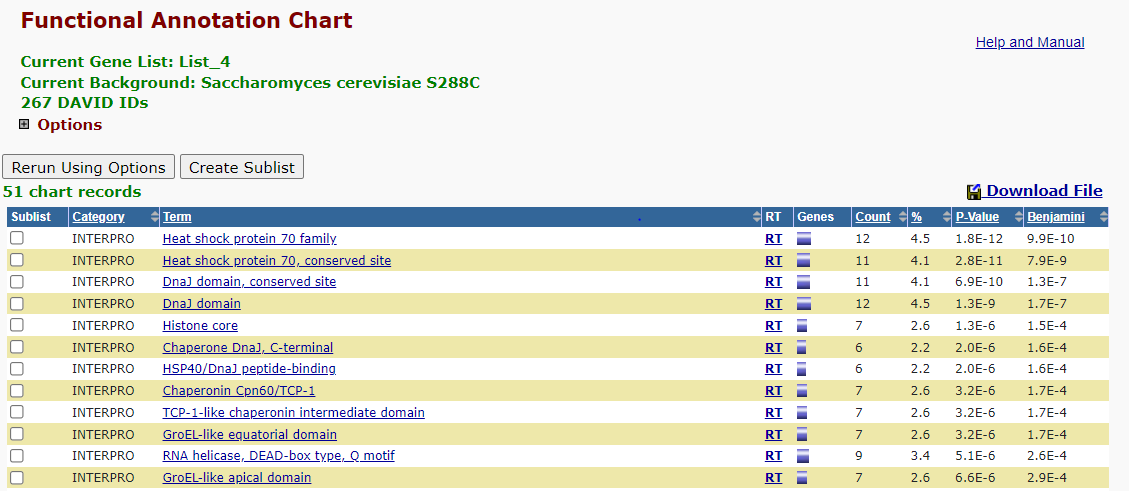 Functional Annotation Chart
Help and Manual
Current Gene List: List_4
Current Background: Saccharomyces cerevisiae S288C
267 DAVID IDs
Options
Rerun Using Options Create Sublist
51 chart records Download File
Sublist Category Term RT Genes Count % P-Value Benjamini
INTERPRO Heat shock protein 70 family RT 12 4.5 1.8E-12 9.9E-10
INTERPRO Heat shock protein 70, conserved site RT 11 4.1 2.8E-11 7.9E-9
INTERPRO DnaJ domain, conserved site RT 11 4.1 6.9E-10 1.3E-7
INTERPRO DnaJ domain RT 12 4.5 1.3E-9 1.7E-7
INTERPRO Histone core RT 7 2.6 1.3E-6 1.5E-4
INTERPRO Chaperone DnaJ, C-terminal RT 6 2.2 2.0E-6 1.6E-4
INTERPRO HSP40/DnaJ peptide-binding RT 6 2.2 2.0E-6 1.6E-4
INTERPRO Chaperonin Cpn60/TCP-1 RT 7 2.6 3.2E-6 1.7E-4
INTERPRO TCP-1-like chaperonin intermediate domain RT 7 2.6 3.2E-6 1.7E-4
INTERPRO GroEL-like equatorial domain RT 7 2.6 3.2E-6 1.7E-4
INTERPRO RNA helicase, DEAD-box type, Q motif RT 9 3.4 5.1E-6 2.6E-4
INTERPRO GroEL-like apical domain RT 7 2.6 6.6E-6 2.9E-4